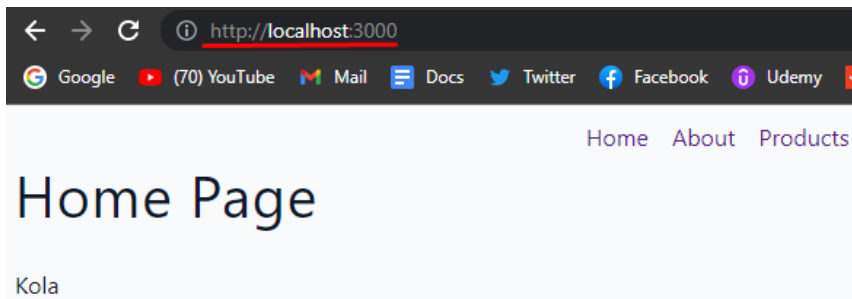 http://localhost:3000
Google (70) YouTube Mail Docs Twitter Facebook Udemy
Home About Products
Home Page
Kola